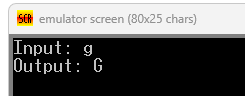 emulator screen (80x25 chars)
Input: g
Output: G